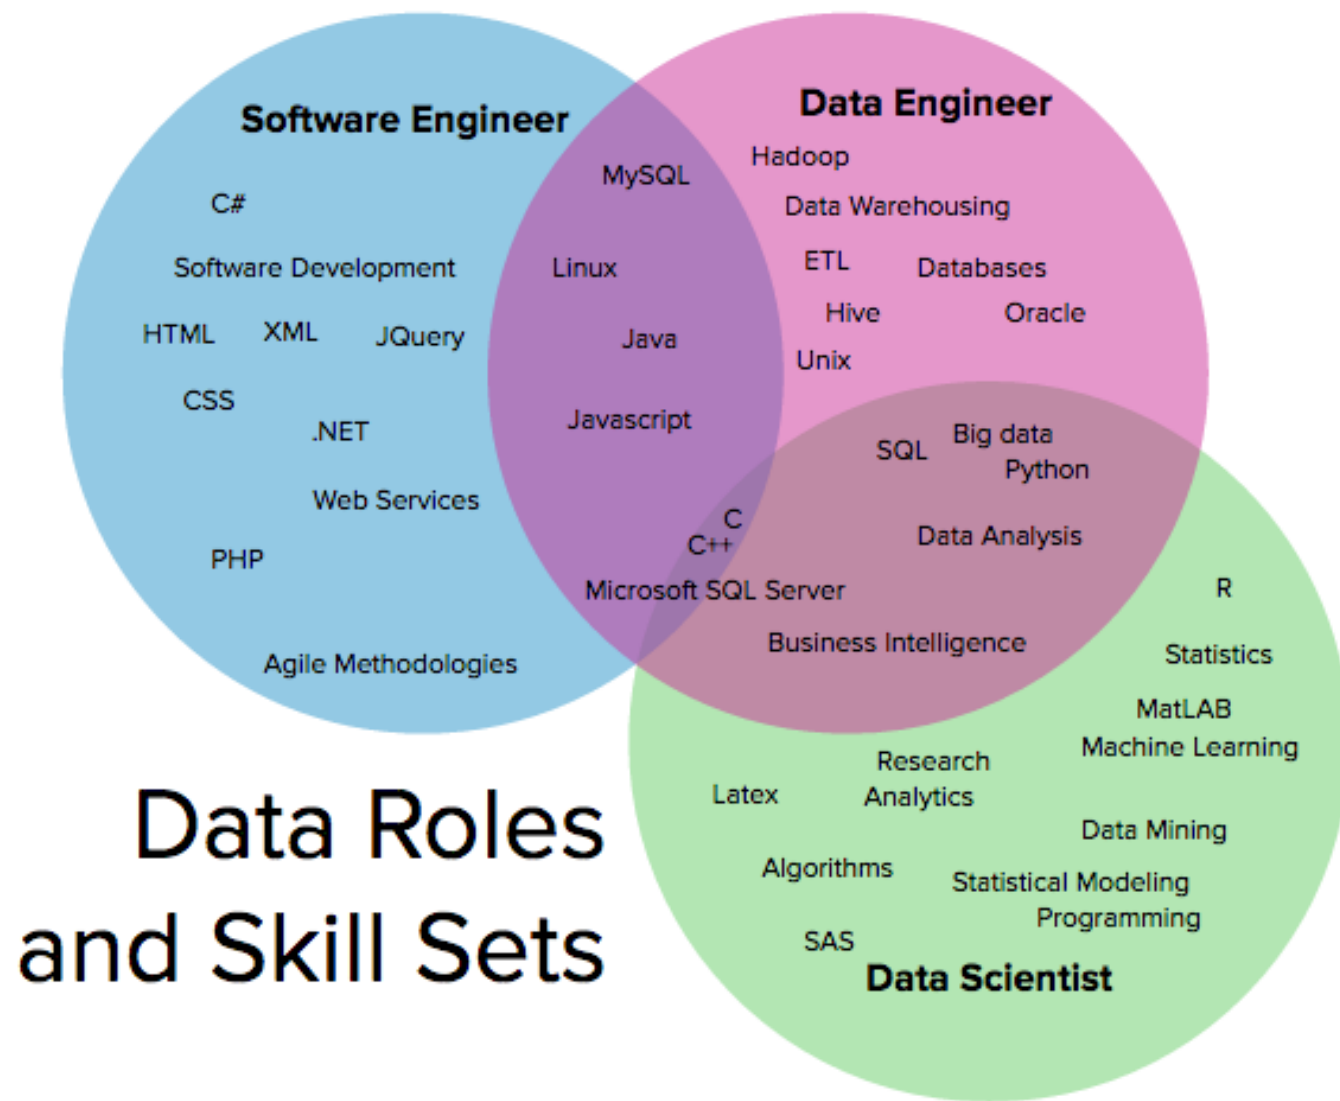 Software Engineer
C#
Software Development
HTML
XML
JQuery
CSS
.NET
Web Services
PHP
Agile Methodologies
MySQL
Linux
Java
Javascript
Data Engineer
Hadoop
Data Warehousing
ETL
Databases
Hive
Oracle
Unix
SQL
Big data
Python
C
C++
Data Analysis
Microsoft SQL Server
Business Intelligence
R
Statistics
MatLAB
Machine Learning
Research
Analytics
Latex
Data Mining
Algorithms
Statistical Modeling
Programming
SAS
Data Scientist
Data Roles
and Skill Sets